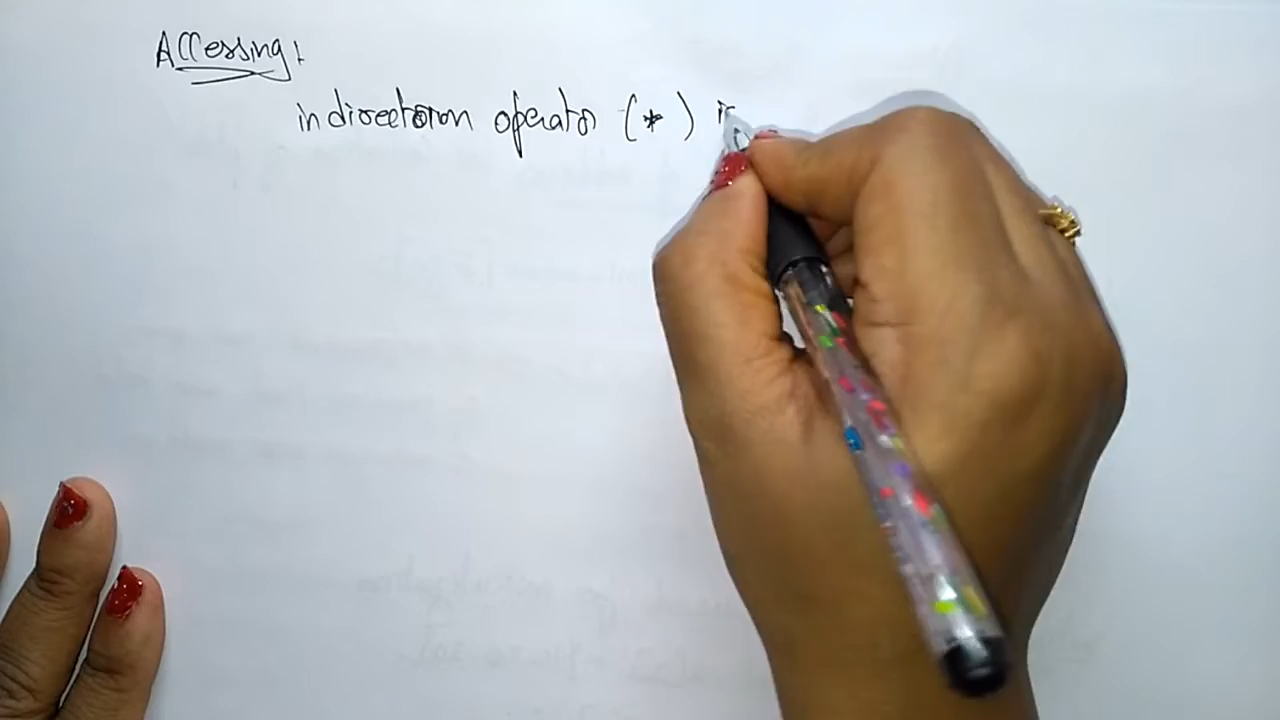 Accessing:
indirection operator (*) is